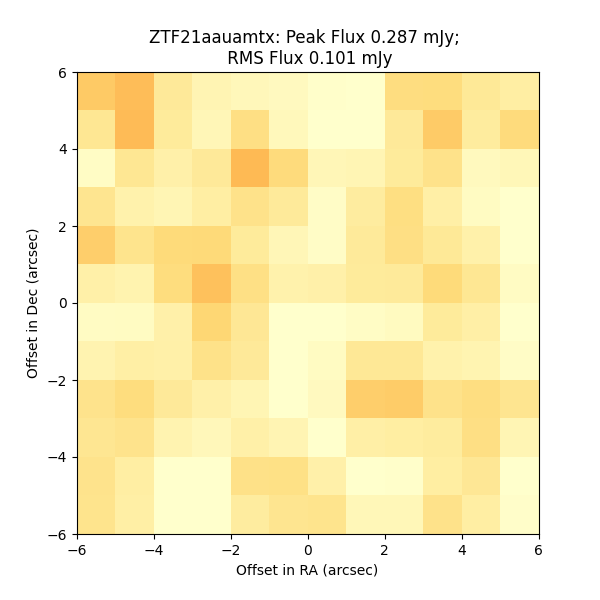 ZTF21aauamtx: Peak Flux 0.287 mJy;
RMS Flux 0.101 mJy
6
4
2
0
−2
−4
−6
Offset in Dec (arcsec)
−6 −4 −2 0 2 4 6
Offset in RA (arcsec)